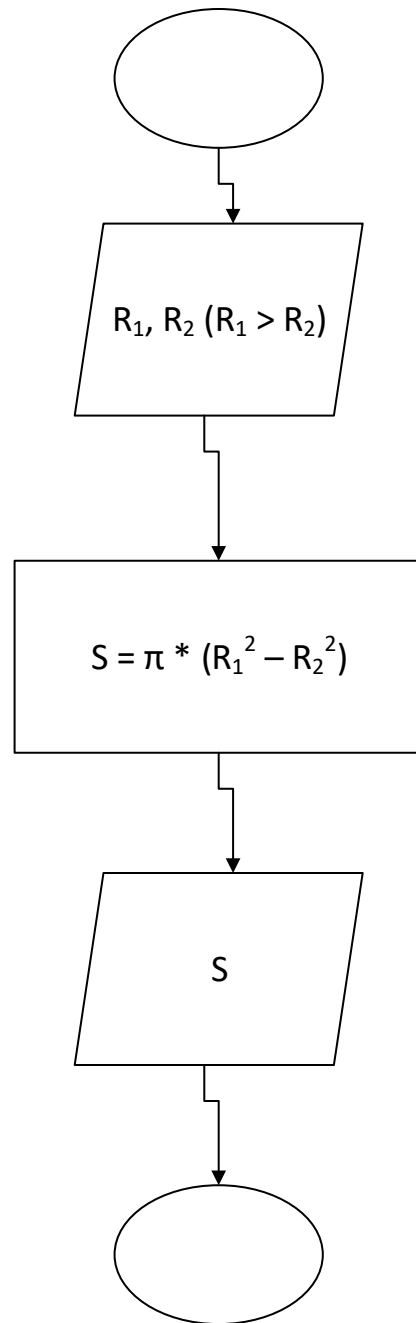 R₁, R₂ (R₁ > R₂)
S = π * (R₁² – R₂²)
S